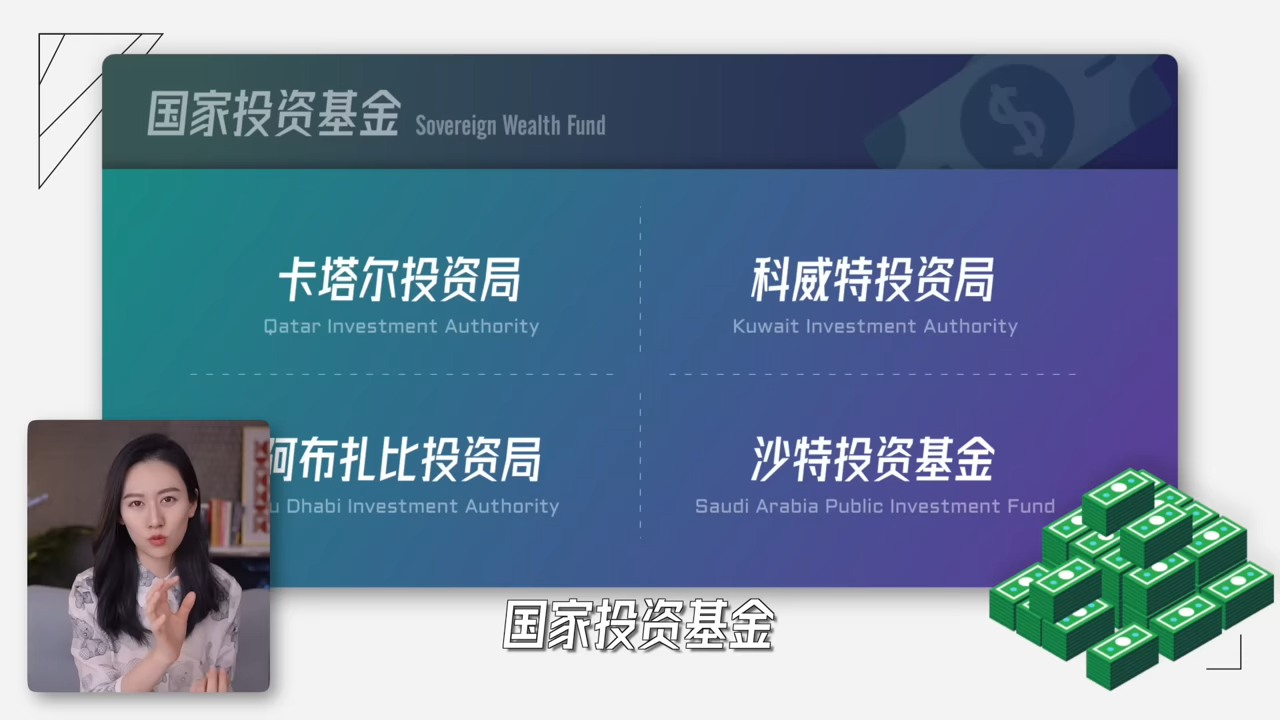 国家投资基金 Sovereign Wealth Fund
卡塔尔投资局
Qatar Investment Authority
科威特投资局
Kuwait Investment Authority
阿布扎比投资局
Dhabi Investment Authority
沙特投资基金
Saudi Arabia Public Investment Fund
国家投资基金